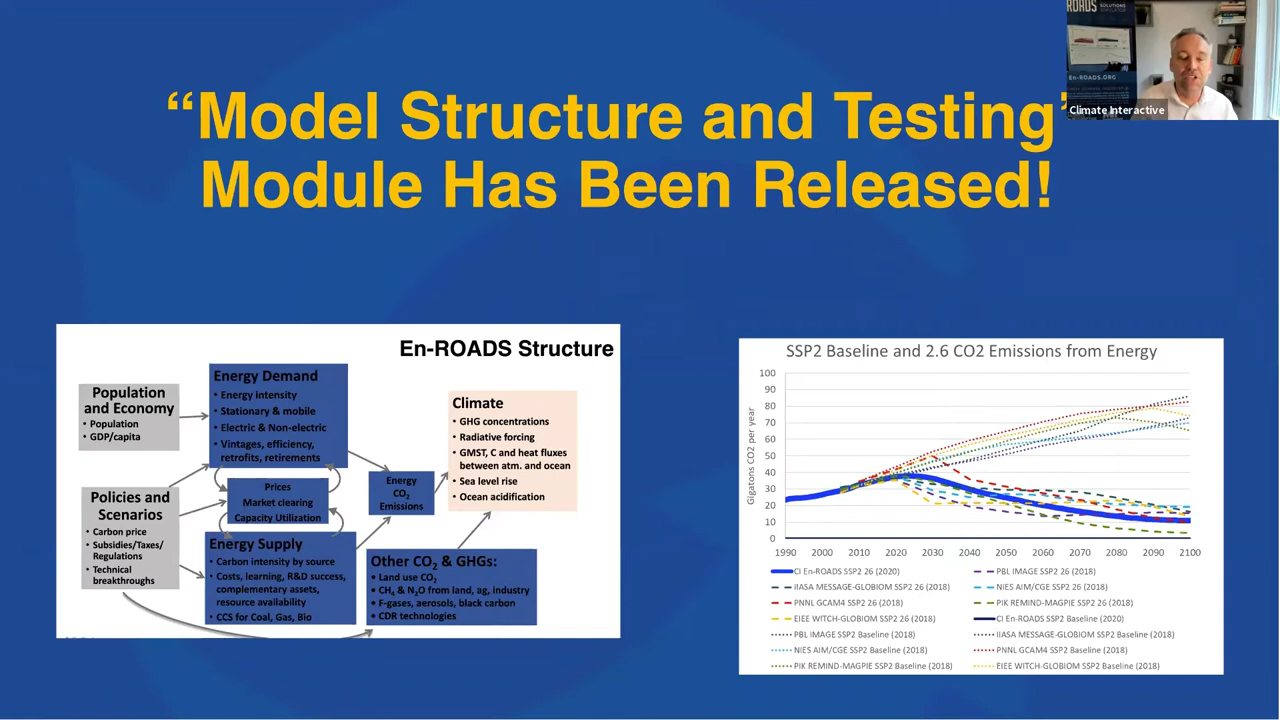 “Model Structure and Testing”
Module Has Been Released!
ROADS
SOLUTIONS
SIMULATOR
En-ROADS.ORG
Climate Interactive
En-ROADS Structure
Population
and Economy
• Population
• GDP/capita
Energy Demand
• Energy intensity
• Stationary & mobile
• Electric & Non-electric
• Vintages, efficiency,
retrofits, retirements
Climate
• GHG concentrations
• Radiative forcing
• GMST, C and heat fluxes
between atm. and ocean
• Sea level rise
• Ocean acidification
Prices
Market clearing
Capacity Utilization
Energy
CO2
Emissions
Policies and
Scenarios
• Carbon price
• Subsidies/Taxes/
Regulations
• Technical
breakthroughs
Energy Supply
• Carbon intensity by source
• Costs, learning, R&D success,
complementary assets,
resource availability
• CCS for Coal, Gas, Bio
Other CO2 & GHGs:
• Land use CO2
• CH4 & N2O from land, ag, industry
• F-gases, aerosols, black carbon
• CDR technologies
SSP2 Baseline and 2.6 CO2 Emissions from Energy
Gigatons CO2 per year
100
90
80
70
60
50
40
30
20
10
0
1990 2000 2010 2020 2030 2040 2050 2060 2070 2080 2090 2100
CI En-ROADS SSP2 26 (2020)
PBL IMAGE SSP2 26 (2018)
IIASA MESSAGE-GLOBIOM SSP2 26 (2018)
NIES AIM/CGE SSP2 26 (2018)
PNNL GCAM4 SSP2 26 (2018)
PIK REMIND-MAGPIE SSP2 26 (2018)
EIEE WITCH-GLOBIOM SSP2 26 (2018)
CI En-ROADS SSP2 Baseline (2020)
PBL IMAGE SSP2 Baseline (2018)
IIASA MESSAGE-GLOBIOM SSP2 Baseline (2018)
NIES AIM/CGE SSP2 Baseline (2018)
PNNL GCAM4 SSP2 Baseline (2018)
PIK REMIND-MAGPIE SSP2 Baseline (2018)
EIEE WITCH-GLOBIOM SSP2 Baseline (2018)